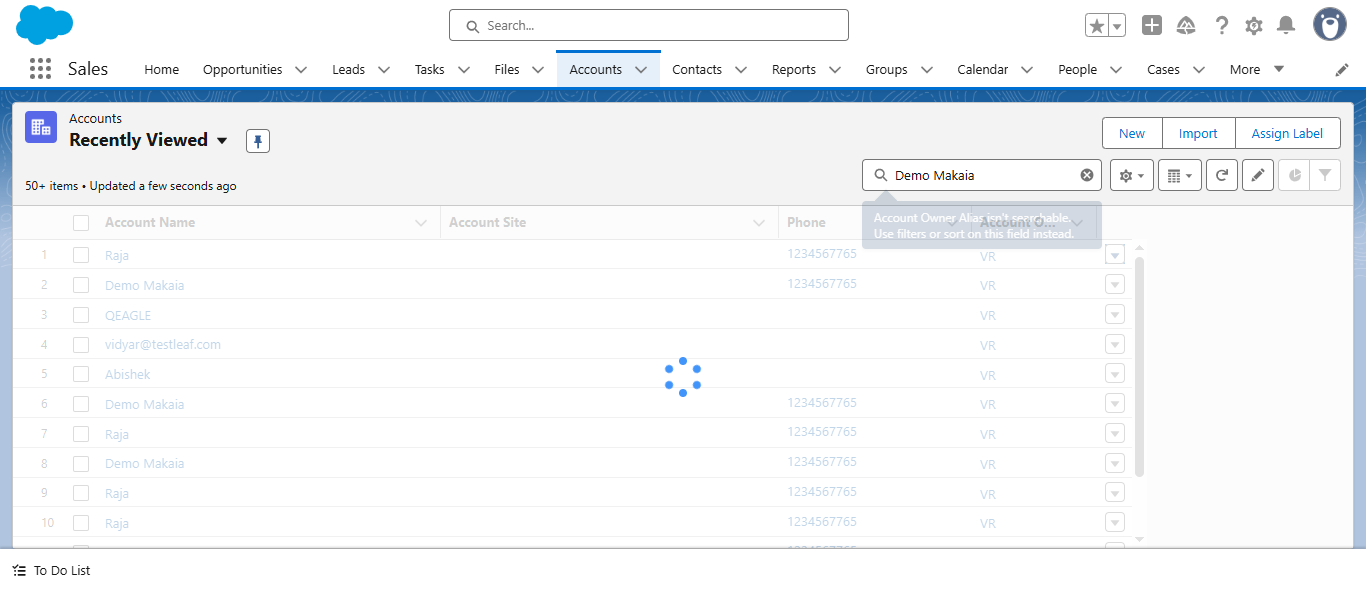 Search...
Sales
Home
Opportunities
Leads
Tasks
Files
Accounts
Contacts
Reports
Groups
Calendar
People
Cases
More
Accounts
Recently Viewed
New
Import
Assign Label
50+ items • Updated a few seconds ago
Demo Makaia
Account Owner Alias isn't searchable.
Use filters or sort on this field instead.
Account Name
Account Site
Phone
Account O...
1 Raja 1234567765 VR
2 Demo Makaia 1234567765 VR
3 QEAGLE VR
4 vidyar@testleaf.com VR
5 Abishek VR
6 Demo Makaia 1234567765 VR
7 Raja 1234567765 VR
8 Demo Makaia 1234567765 VR
9 Raja 1234567765 VR
10 Raja 1234567765 VR
To Do List